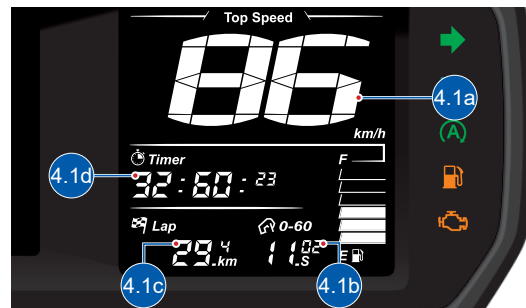 Top Speed
86
4.1a
km/h
(A)
Timer
F
4.1d
32:60:23
Lap
0-60
29.4 km
11.02 s
E
4.1c
4.1b